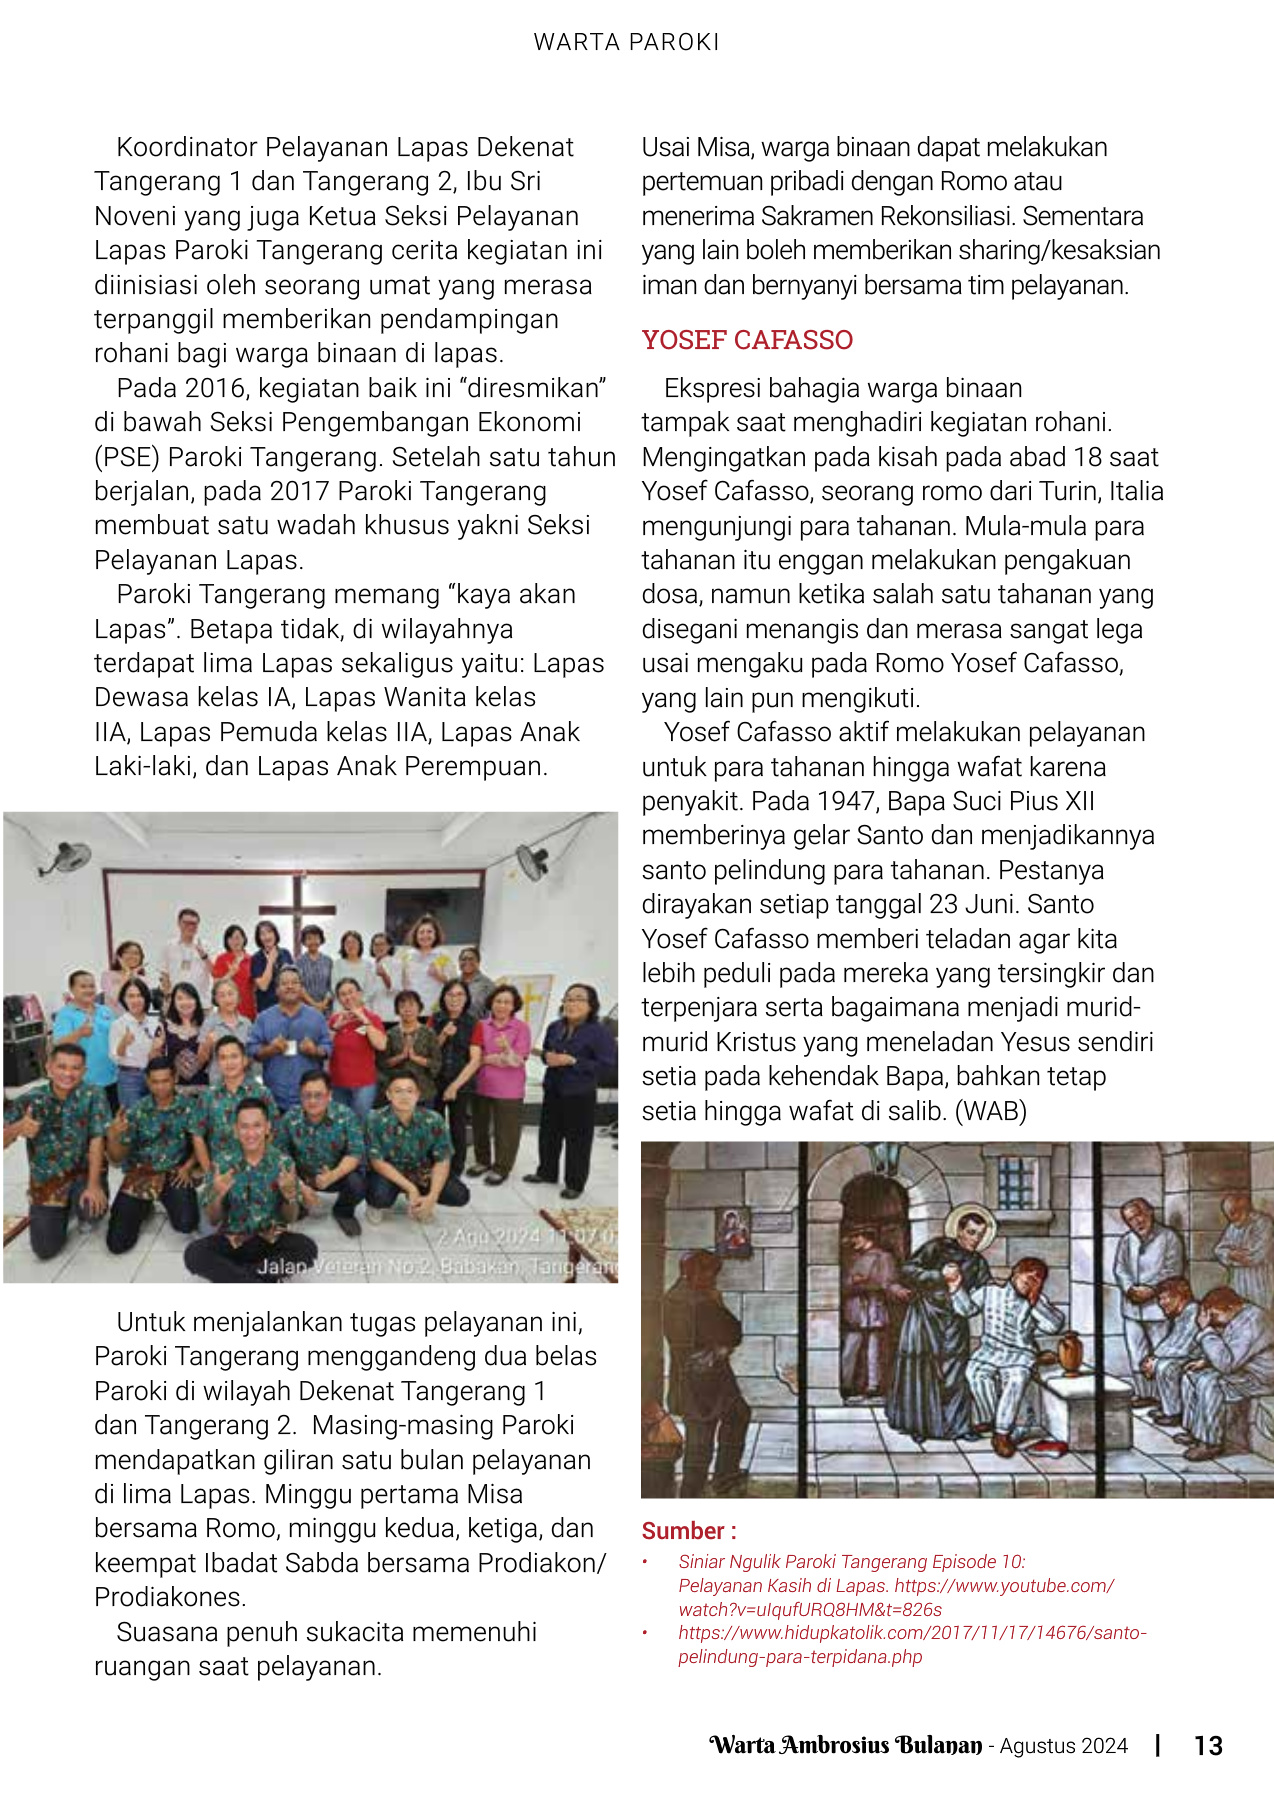 WARTA PAROKI
Koordinator Pelayanan Lapas Dekenat
Tangerang 1 dan Tangerang 2, Ibu Sri
Noveni yang juga Ketua Seksi Pelayanan
Lapas Paroki Tangerang cerita kegiatan ini
diinisiasi oleh seorang umat yang merasa
terpanggil memberikan pendampingan
rohani bagi warga binaan di lapas.
Pada 2016, kegiatan baik ini “diresmikan”
di bawah Seksi Pengembangan Ekonomi
(PSE) Paroki Tangerang. Setelah satu tahun
berjalan, pada 2017 Paroki Tangerang
membuat satu wadah khusus yakni Seksi
Pelayanan Lapas.
Paroki Tangerang memang “kaya akan
Lapas”. Betapa tidak, di wilayahnya
terdapat lima Lapas sekaligus yaitu: Lapas
Dewasa kelas IA, Lapas Wanita kelas
IIA, Lapas Pemuda kelas IIA, Lapas Anak
Laki-laki, dan Lapas Anak Perempuan.
2 Agu 2024 11:07:0
Jalan Veteran No.2, Babakan, Tangeran
Untuk menjalankan tugas pelayanan ini,
Paroki Tangerang menggandeng dua belas
Paroki di wilayah Dekenat Tangerang 1
dan Tangerang 2. Masing-masing Paroki
mendapatkan giliran satu bulan pelayanan
di lima Lapas. Minggu pertama Misa
bersama Romo, minggu kedua, ketiga, dan
keempat Ibadat Sabda bersama Prodiakon/
Prodiakones.
Suasana penuh sukacita memenuhi
ruangan saat pelayanan.
Usai Misa, warga binaan dapat melakukan
pertemuan pribadi dengan Romo atau
menerima Sakramen Rekonsiliasi. Sementara
yang lain boleh memberikan sharing/kesaksian
iman dan bernyanyi bersama tim pelayanan.
YOSEF CAFASSO
Ekspresi bahagia warga binaan
tampak saat menghadiri kegiatan rohani.
Mengingatkan pada kisah pada abad 18 saat
Yosef Cafasso, seorang romo dari Turin, Italia
mengunjungi para tahanan. Mula-mula para
tahanan itu enggan melakukan pengakuan
dosa, namun ketika salah satu tahanan yang
disegani menangis dan merasa sangat lega
usai mengaku pada Romo Yosef Cafasso,
yang lain pun mengikuti.
Yosef Cafasso aktif melakukan pelayanan
untuk para tahanan hingga wafat karena
penyakit. Pada 1947, Bapa Suci Pius XII
memberinya gelar Santo dan menjadikannya
santo pelindung para tahanan. Pestanya
dirayakan setiap tanggal 23 Juni. Santo
Yosef Cafasso memberi teladan agar kita
lebih peduli pada mereka yang tersingkir dan
terpenjara serta bagaimana menjadi murid-
murid Kristus yang meneladan Yesus sendiri
setia pada kehendak Bapa, bahkan tetap
setia hingga wafat di salib. (WAB)
Sumber :
• Siniar Ngulik Paroki Tangerang Episode 10:
Pelayanan Kasih di Lapas. https://www.youtube.com/
watch?v=uIqufURQ8HM&t=826s
• https://www.hidupkatolik.com/2017/11/17/14676/santo-
pelindung-para-terpidana.php
Warta Ambrosius Bulanan - Agustus 2024 | 13